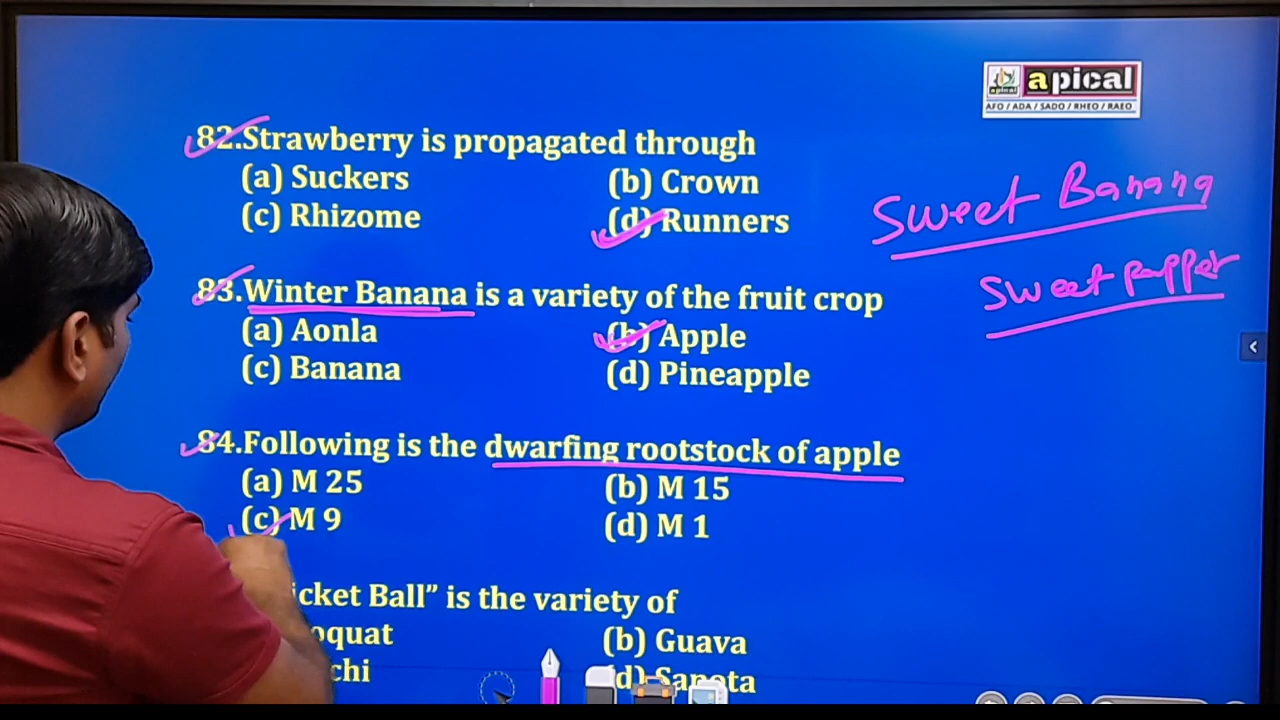 apical
AFO / ADA / SADO / RHEO / RAEO
82.Strawberry is propagated through
(a) Suckers (b) Crown
(c) Rhizome (d) Runners
Sweet Banana
83.Winter Banana is a variety of the fruit crop
Sweet pepper
(a) Aonla (b) Apple
(c) Banana (d) Pineapple
84.Following is the dwarfing rootstock of apple
(a) M 25 (b) M 15
(c) M 9 (d) M 1
icket Ball” is the variety of
oquat (b) Guava
chi (d) Sapota